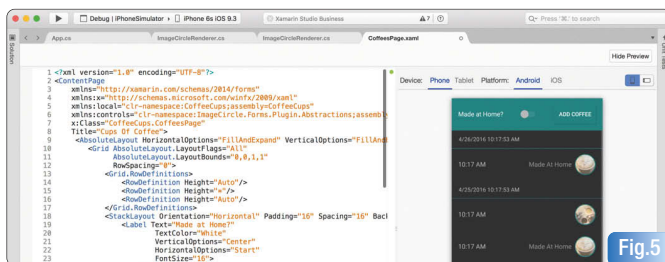 Debug | iPhoneSimulator › iPhone 6s iOS 9.3
Xamarin Studio Business
7
Press '⌘.' to search
Solution
App.cs
ImageCircleRenderer.cs
ImageCircleRenderer.cs
CoffeesPage.xaml
Hide Preview
Device: Phone Tablet Platform: Android iOS
1 <?xml version="1.0" encoding="UTF-8"?>
2 <ContentPage
3 xmlns="http://xamarin.com/schemas/2014/forms"
4 xmlns:x="http://schemas.microsoft.com/winfx/2009/xaml"
5 xmlns:local="clr-namespace:CoffeeCups;assembly=CoffeeCups"
6 xmlns:controls="clr-namespace:ImageCircle.Forms.Plugin.Abstractions;assembly
7 x:Class="CoffeeCups.CoffeesPage"
8 Title="Cups Of Coffee">
9 <AbsoluteLayout HorizontalOptions="FillAndExpand" VerticalOptions="FillAnd
10 <Grid AbsoluteLayout.LayoutFlags="All"
11 AbsoluteLayout.LayoutBounds="0,0,1,1"
12 RowSpacing="0">
13 <Grid.RowDefinitions>
14 <RowDefinition Height="Auto"/>
15 <RowDefinition Height="*"/>
16 <RowDefinition Height="Auto"/>
17 </Grid.RowDefinitions>
18 <StackLayout Orientation="Horizontal" Padding="16" Spacing="16" Back
19 <Label Text="Made at Home?"
20 TextColor="White"
21 VerticalOptions="Center"
22 HorizontalOptions="Start"
23 FontSize="16">
Made at Home?
ADD COFFEE
4/26/2016 10:17:53 AM
10:17 AM Made At Home
4/25/2016 10:17:53 AM
10:17 AM
10:17 AM Made At Home
Fig.5